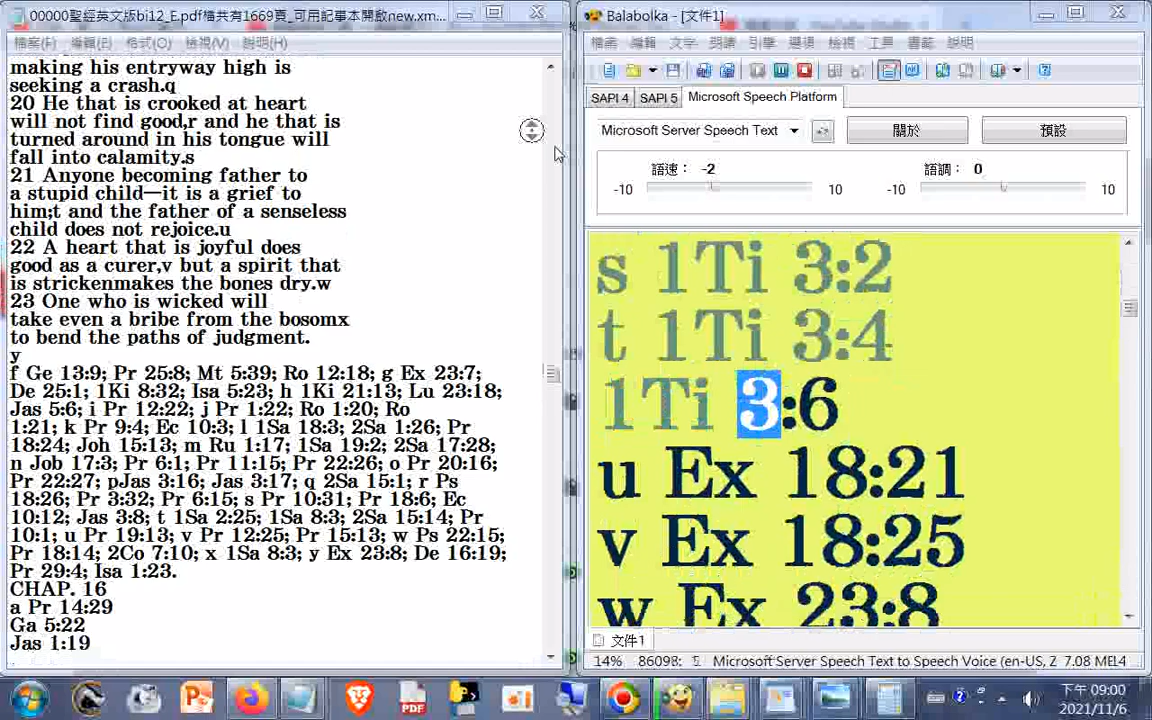 00000聖經英文版bi12_E.pdf檔共有1669頁_可用記事本開啟new.xm...
檔案(F) 編輯(E) 格式(O) 檢視(V) 說明(H)
making his entryway high is
seeking a crash.q
20 He that is crooked at heart
will not find good,r and he that is
turned around in his tongue will
fall into calamity.s
21 Anyone becoming father to
a stupid child—it is a grief to
him;t and the father of a senseless
child does not rejoice.u
22 A heart that is joyful does
good as a curer,v but a spirit that
is strickenmakes the bones dry.w
23 One who is wicked will
take even a bribe from the bosomx
to bend the paths of judgment.
y
f Ge 13:9; Pr 25:8; Mt 5:39; Ro 12:18; g Ex 23:7;
De 25:1; 1Ki 8:32; Isa 5:23; h 1Ki 21:13; Lu 23:18;
Jas 5:6; i Pr 12:22; j Pr 1:22; Ro 1:20; Ro
1:21; k Pr 9:4; Ec 10:3; l 1Sa 18:3; 2Sa 1:26; Pr
18:24; Joh 15:13; m Ru 1:17; 1Sa 19:2; 2Sa 17:28;
n Job 17:3; Pr 6:1; Pr 11:15; Pr 22:26; o Pr 20:16;
Pr 22:27; pJas 3:16; Jas 3:17; q 2Sa 15:1; r Ps
18:26; Pr 3:32; Pr 6:15; s Pr 10:31; Pr 18:6; Ec
10:12; Jas 3:8; t 1Sa 2:25; 1Sa 8:3; 2Sa 15:14; Pr
10:1; u Pr 19:13; v Pr 12:25; Pr 15:13; w Ps 22:15;
Pr 18:14; 2Co 7:10; x 1Sa 8:3; y Ex 23:8; De 16:19;
Pr 29:4; Isa 1:23.
CHAP. 16
a Pr 14:29
Ga 5:22
Jas 1:19
Balabolka - [文件1]
檔案 編輯 文字 朗讀 引擎 選項 檢視 工具 書籤 說明
SAPI 4 SAPI 5 Microsoft Speech Platform
Microsoft Server Speech Text 關於 預設
語速： -2 語調： 0
-10 10 -10 10
s 1Ti 3:2
t 1Ti 3:4
1Ti 3:6
u Ex 18:21
v Ex 18:25
w Ex 23:8
文件1
14% 86098: Microsoft Server Speech Text to Speech Voice (en-US, Z 7.08 MEL4
PDF
下午 09:00
2021/11/6